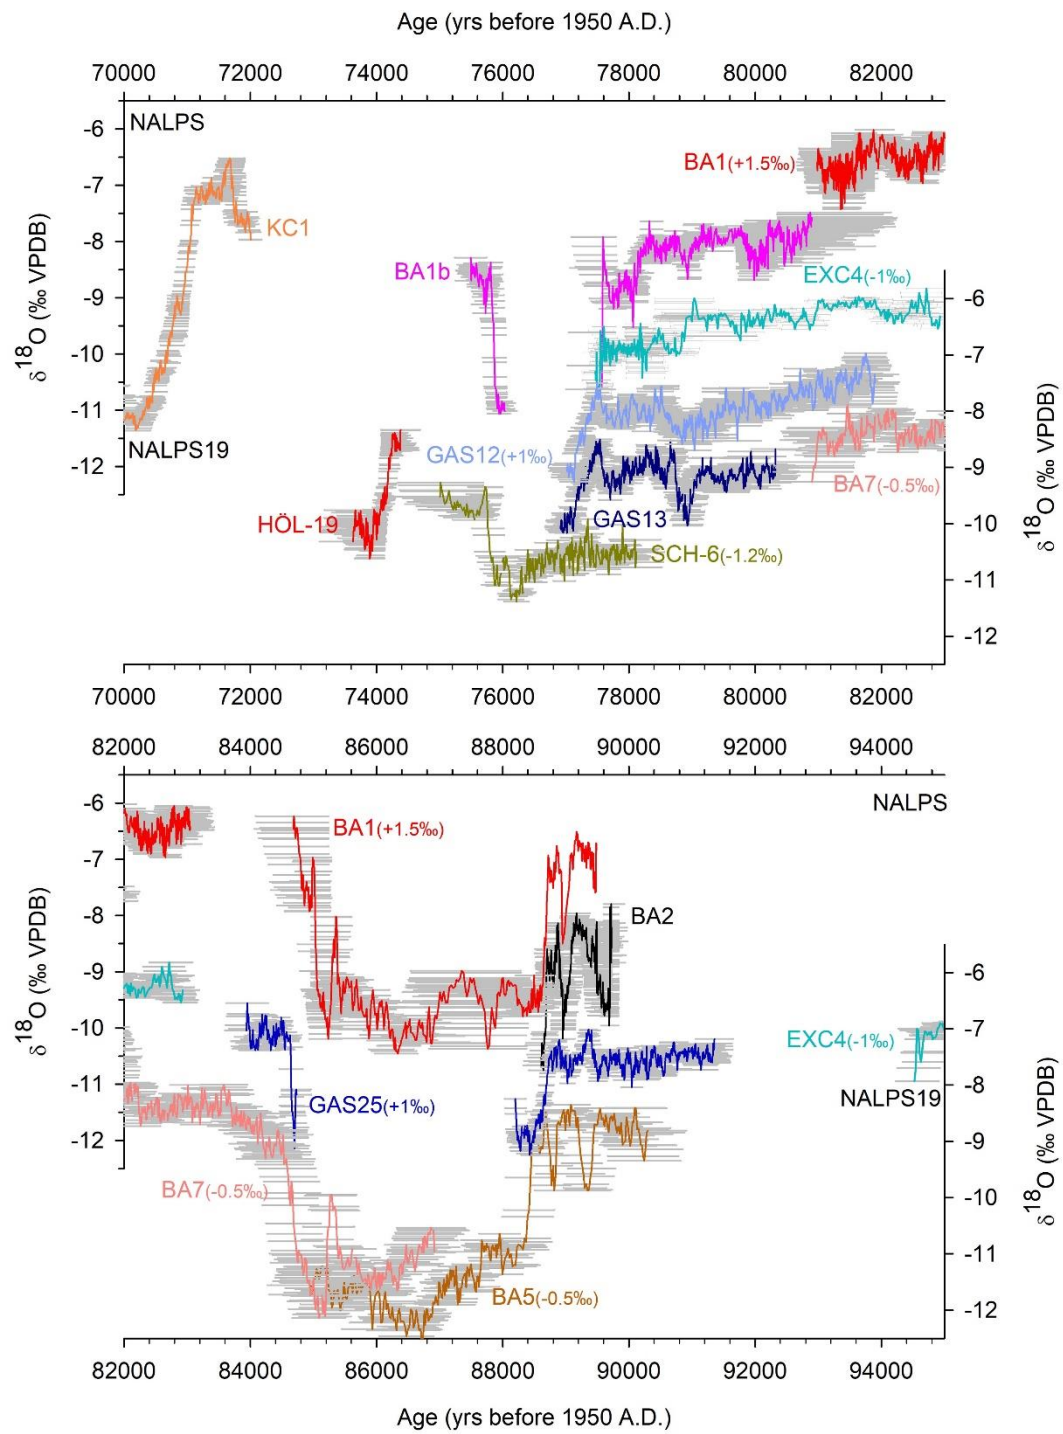 Age (yrs before 1950 A.D.)
70000 72000 74000 76000 78000 80000 82000
NALPS
-6
-7
-8
-9
-10
-11
-12
δ18O (‰ VPDB)
KC1
BA1b
BA1(+1.5‰)
EXC4(-1‰)
NALPS19
GAS12(+1‰)
BA7(-0.5‰)
HÖL-19
GAS13
SCH-6(-1.2‰)
-6
-7
-8
-9
-10
-11
-12
δ18O (‰ VPDB)
70000 72000 74000 76000 78000 80000 82000
82000 84000 86000 88000 90000 92000 94000
NALPS
-6
-7
-8
-9
-10
-11
-12
δ18O (‰ VPDB)
BA1(+1.5‰)
BA2
EXC4(-1‰)
GAS25(+1‰)
NALPS19
BA7(-0.5‰)
BA5(-0.5‰)
-6
-7
-8
-9
-10
-11
-12
δ18O (‰ VPDB)
82000 84000 86000 88000 90000 92000 94000
Age (yrs before 1950 A.D.)